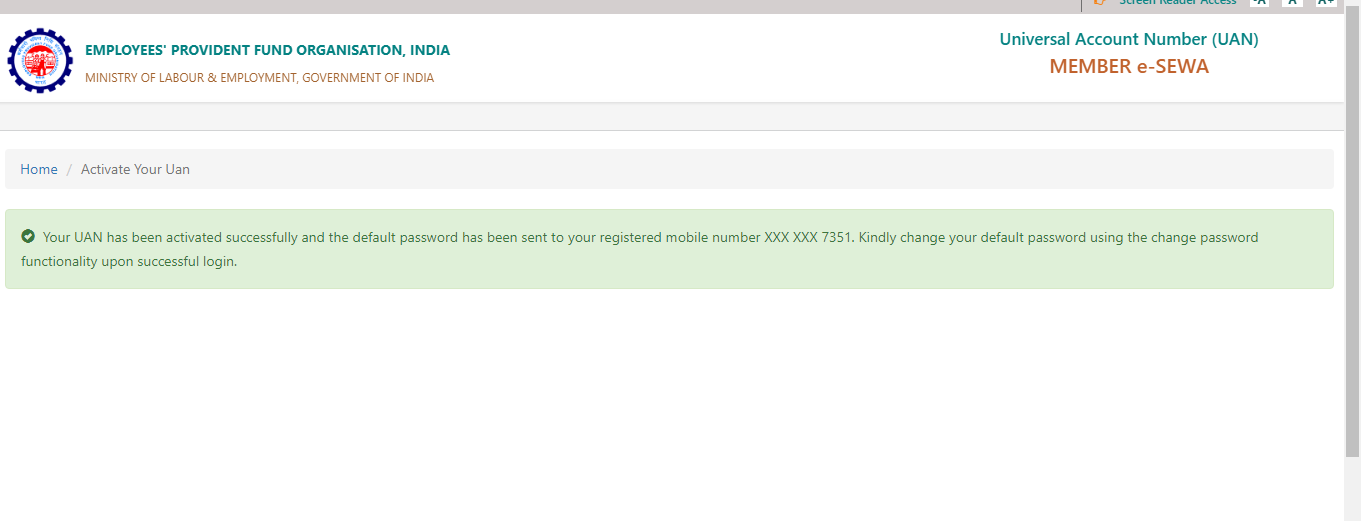 Screen Reader Access -A A A+
EMPLOYEES' PROVIDENT FUND ORGANISATION, INDIA
MINISTRY OF LABOUR & EMPLOYMENT, GOVERNMENT OF INDIA
Universal Account Number (UAN)
MEMBER e-SEWA
Home / Activate Your Uan
Your UAN has been activated successfully and the default password has been sent to your registered mobile number XXX XXX 7351. Kindly change your default password using the change password
functionality upon successful login.